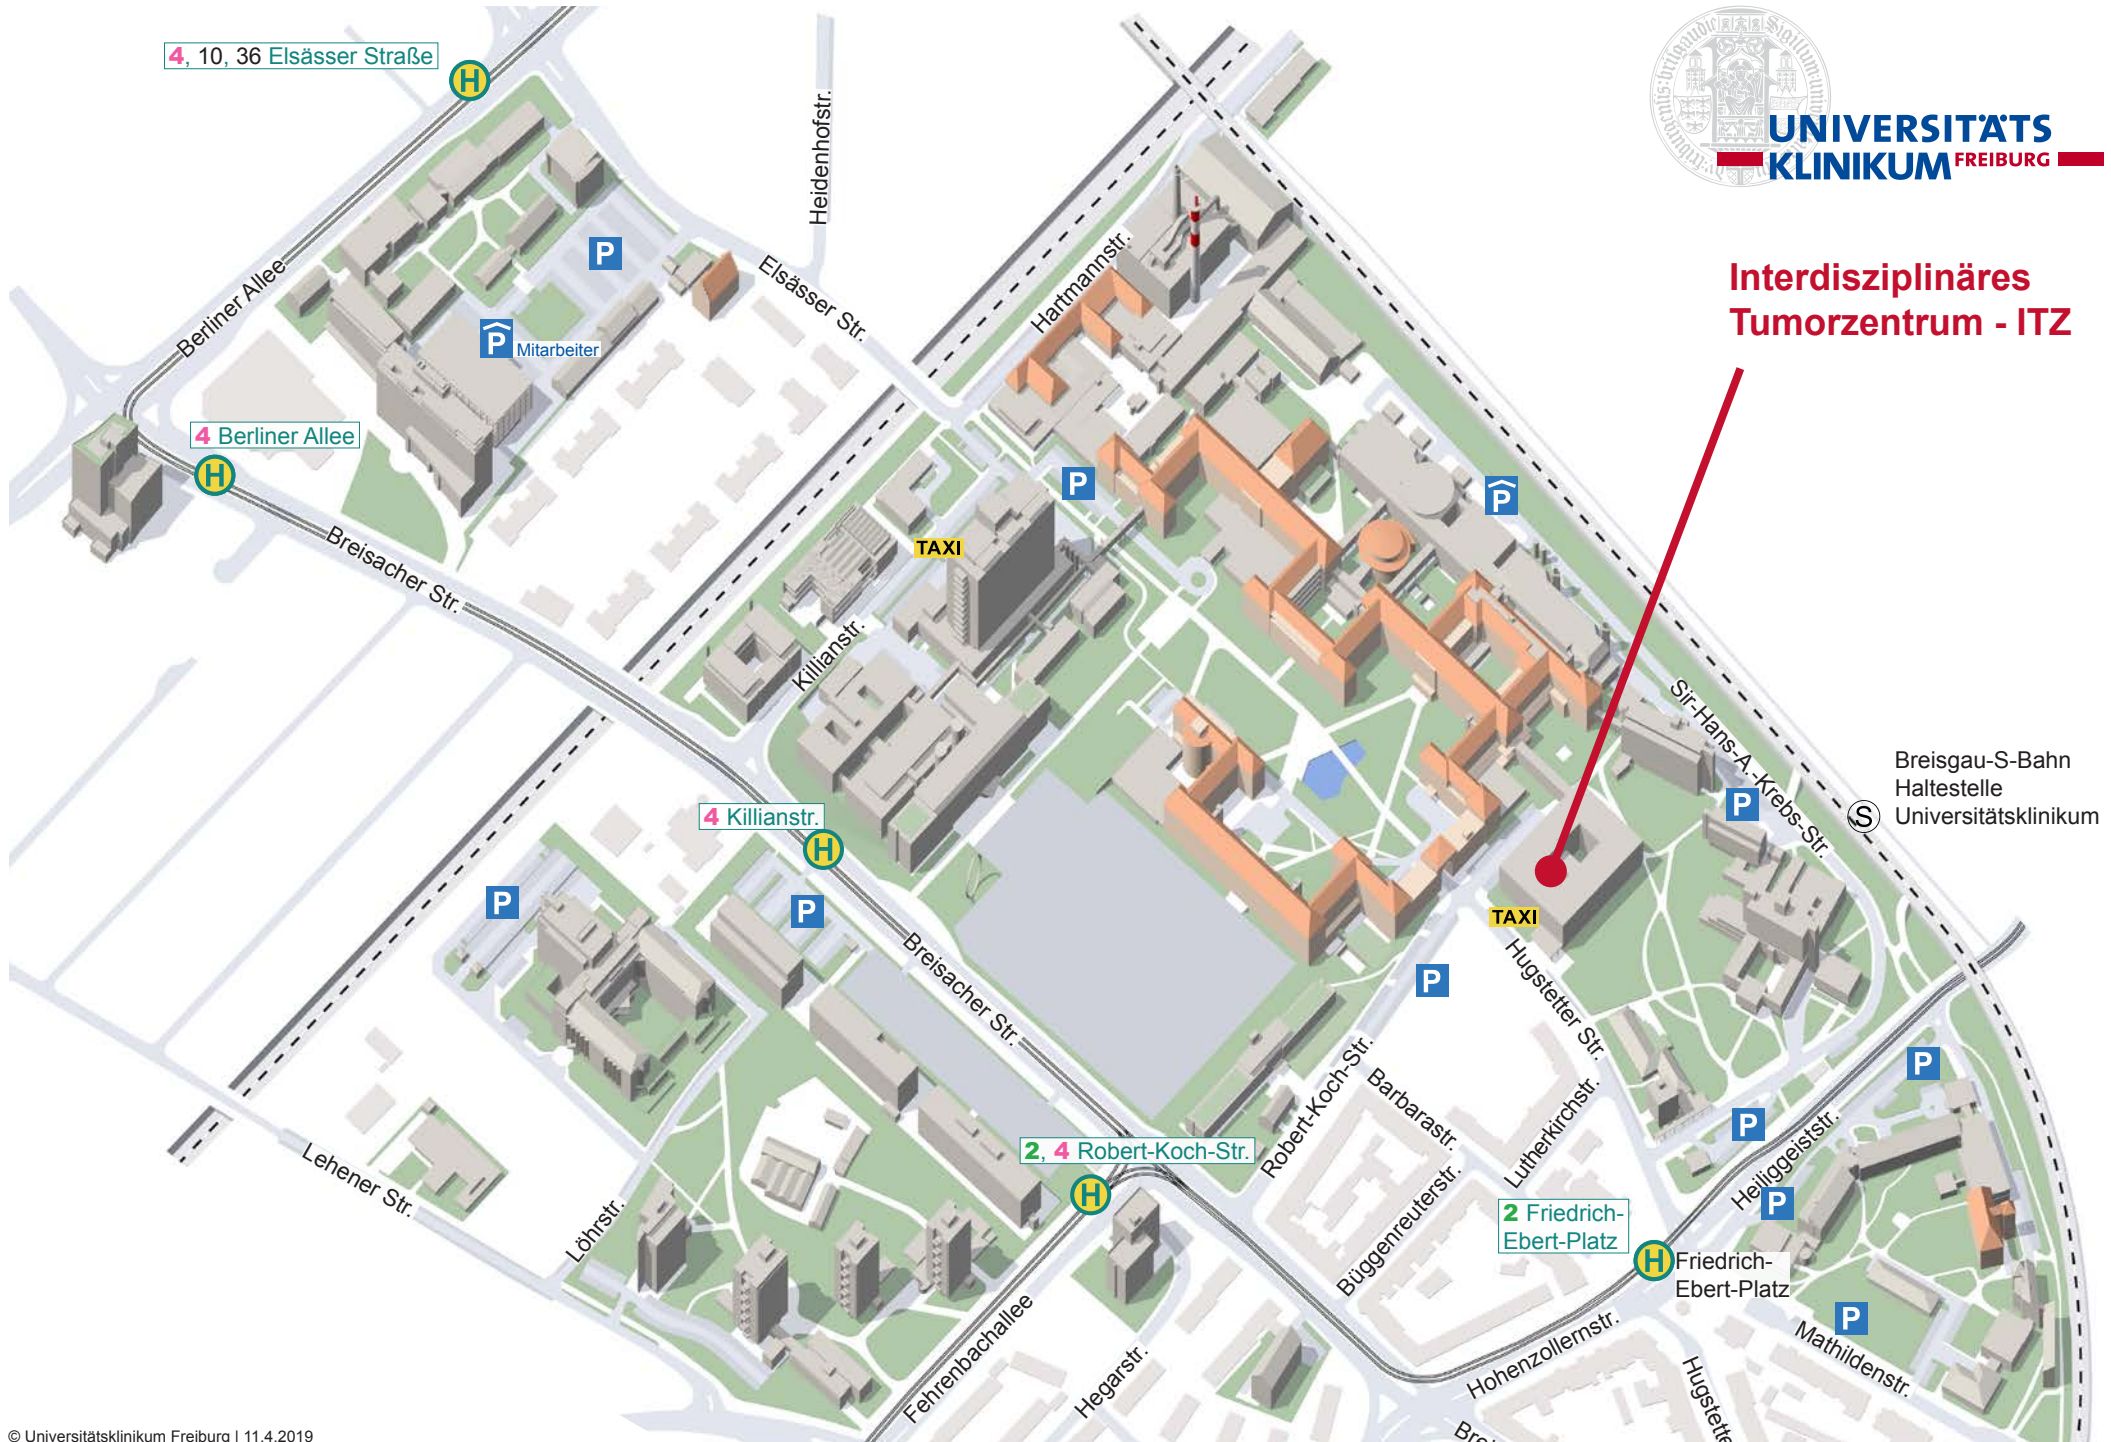 4, 10, 36 Elsässer Straße
H
Heidenhofstr.
UNIVERSITÄTS
KLINIKUM FREIBURG
Interdisziplinäres
Tumorzentrum - ITZ
P
Berliner Allee
Elsässer Str.
Hartmannstr.
P Mitarbeiter
4 Berliner Allee
H
Breisacher Str.
TAXI
P
P
Killianstr.
Sir-Hans-A.-Krebs-Str.
Breisgau-S-Bahn
Haltestelle
Universitätsklinikum
S
P
4 Killianstr.
H
P
P
Breisacher Str.
TAXI
Hugstetter Str.
P
Robert-Koch-Str.
Barbarastr.
Lutherkirchstr.
P
P
Heiliggeiststr.
P
Lehener Str.
Löhrstr.
2, 4 Robert-Koch-Str.
H
Büggenreuterstr.
2 Friedrich-
Ebert-Platz
H
Friedrich-
Ebert-Platz
P
Fehrenbachallee
Hegarstr.
Hohenzollernstr.
Mathildenstr.
Hugstette
Brei
© Universitätsklinikum Freiburg | 11.4.2019